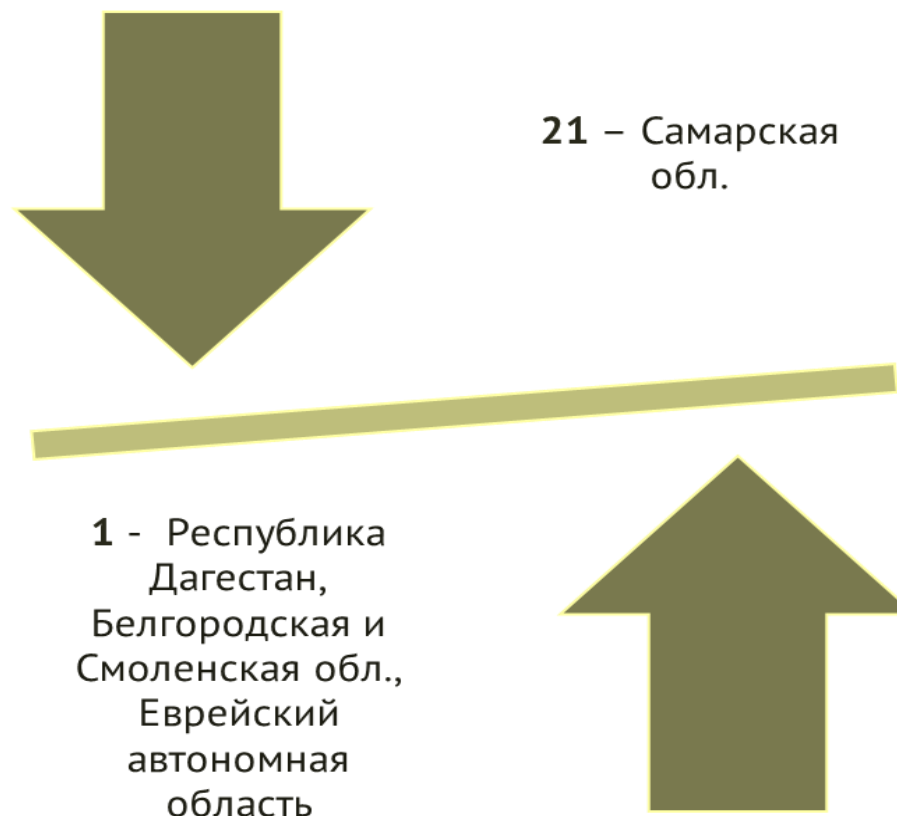 21 – Самарская
обл.
1 - Республика
Дагестан,
Белгородская и
Смоленская обл.,
Еврейский
автономная
область